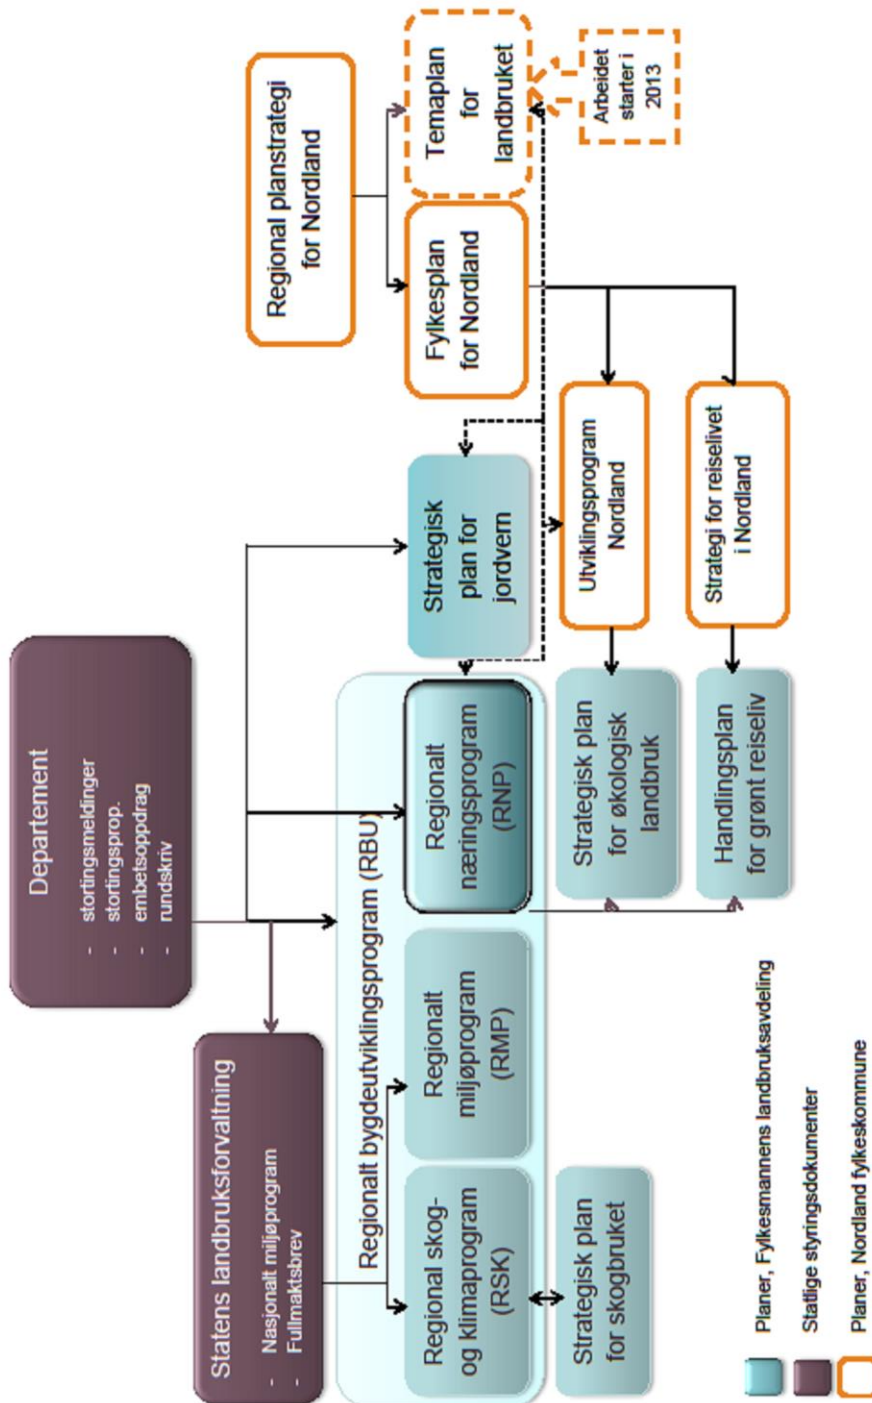 Departement
- stortingsmeldinger
- stortingsprop.
- embetsoppdrag
- rundskriv
Statens landbruksforvaltning
- Nasjonalt miljøprogram
- Fullmaktsbrev
Regional planstrategi
for Nordland
Regionalt bygdeutviklingsprogram (RBU)
Regional skog-
og klimaprogram
(RSK)
Regionalt
miljøprogram
(RMP)
Regionalt
næringsprogram
(RNP)
Strategisk
plan for
jordvern
Fylkesplan
for Nordland
Temaplan
for
landbruket
Strategisk plan
for skogbruket
Strategisk plan
for økologisk
landbruk
Utviklingsprogram
Nordland
Arbeidet
starter i
2013
Handlingsplan
for grønt reiseliv
Strategi for reiselivet
i Nordland
Planer, Fylkesmannens landbruksavdeling
Statlige styringsdokumenter
Planer, Nordland fylkeskommune